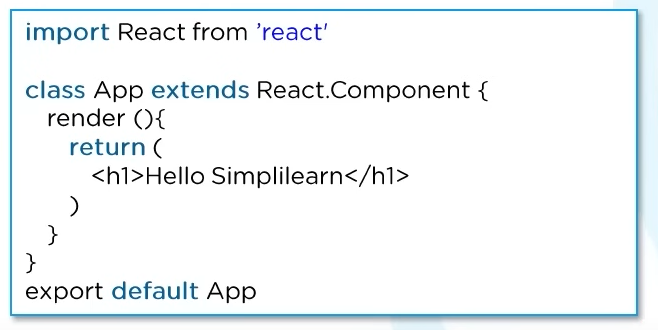 import React from ’react'
class App extends React.Component {
render (){
return (
<h1>Hello Simplilearn</h1>
)
}
}
export default App